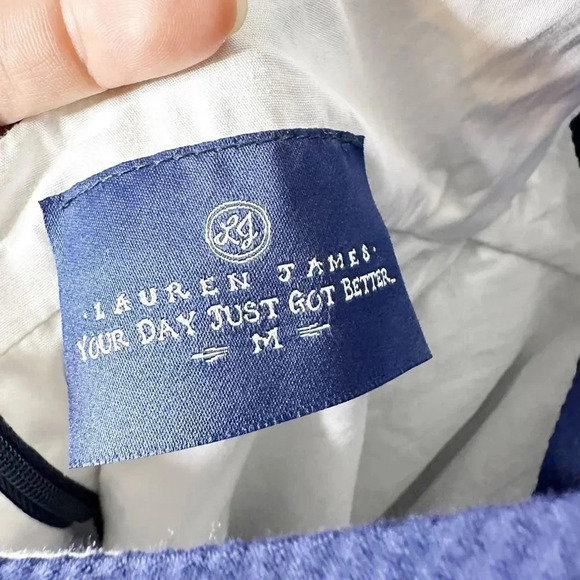 LJ
·LAUREN JAMES·
YOUR DAY JUST GOT BETTER.
M